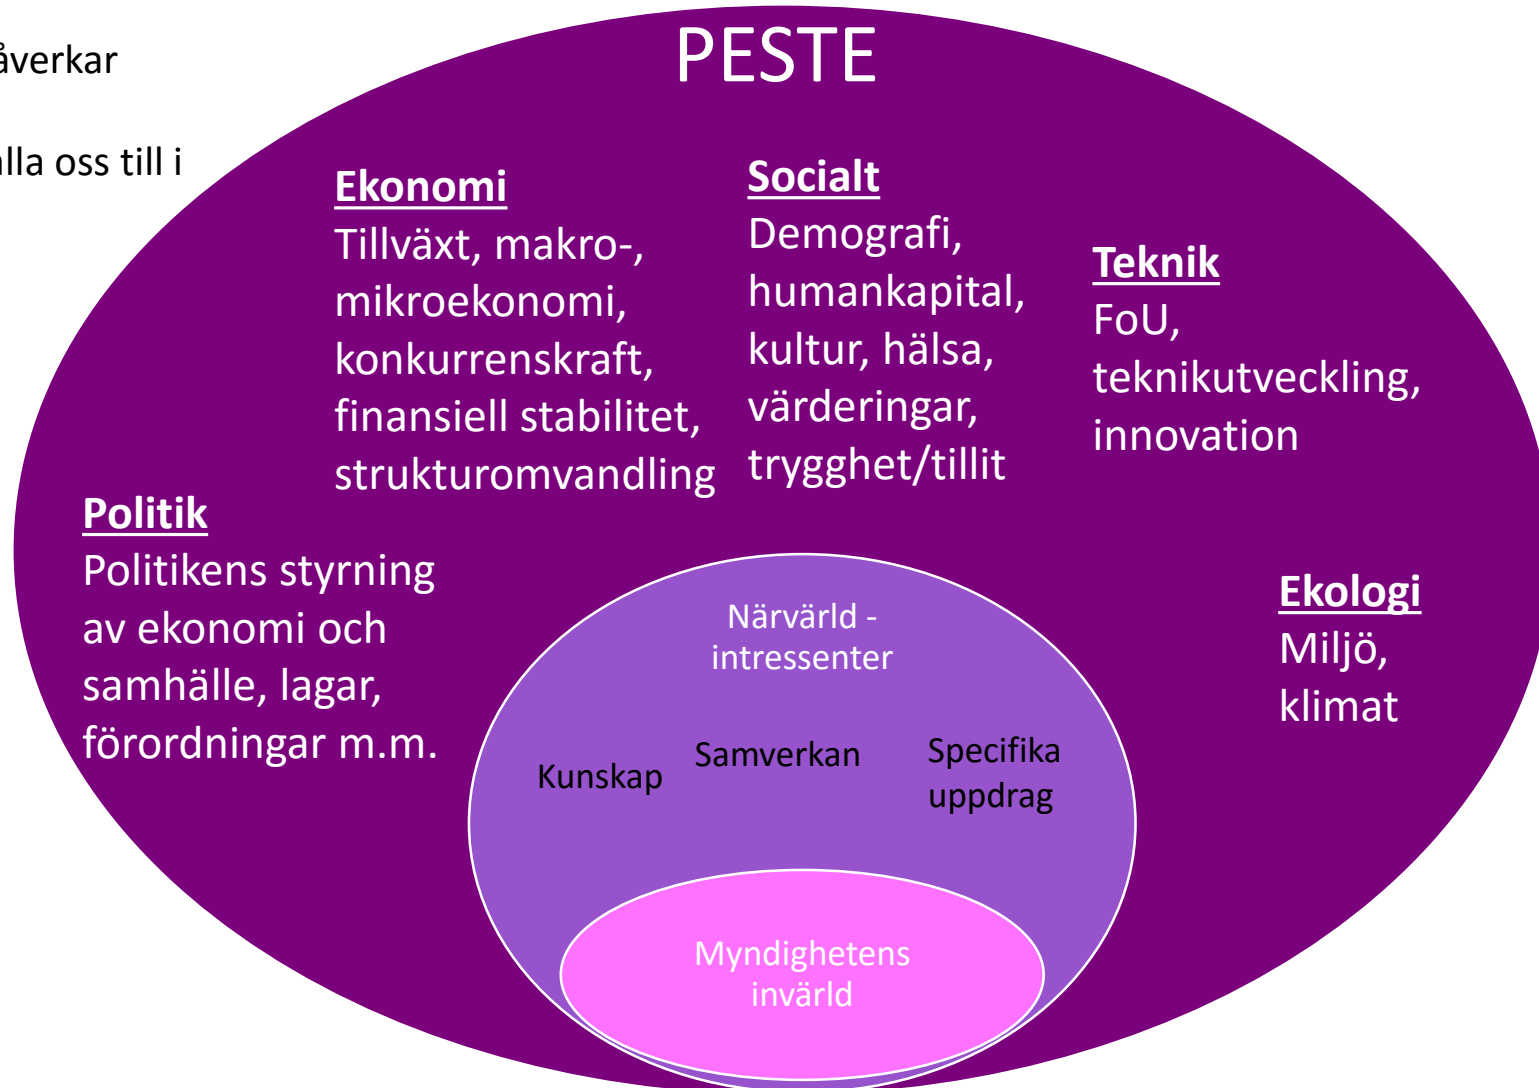 åverkar
alla oss till i
PESTE
Ekonomi
Tillväxt, makro-,
mikroekonomi,
konkurrenskraft,
finansiell stabilitet,
strukturomvandling
Socialt
Demografi,
humankapital,
kultur, hälsa,
värderingar,
trygghet/tillit
Teknik
FoU,
teknikutveckling,
innovation
Politik
Politikens styrning
av ekonomi och
samhälle, lagar,
förordningar m.m.
Ekologi
Miljö,
klimat
Närvärld -
intressenter
Kunskap
Samverkan
Specifika
uppdrag
Myndighetens
invärld